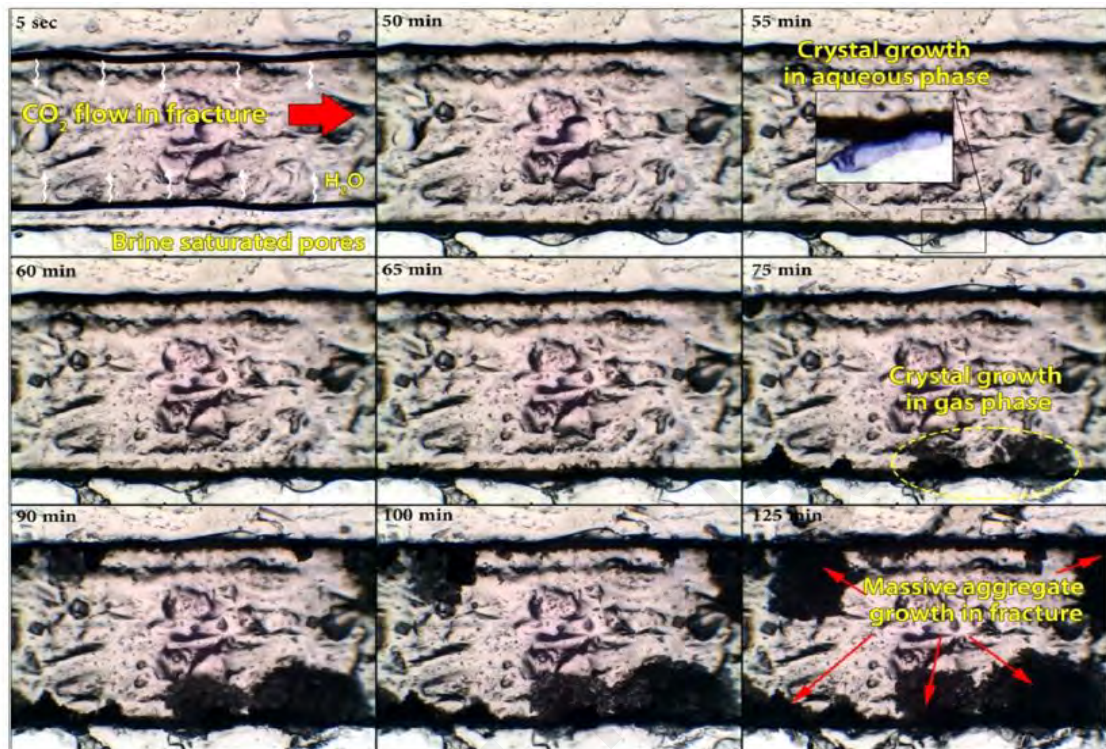 5 sec
CO₂ flow in fracture
H₂O
Brine saturated pores
50 min
55 min
Crystal growth
in aqueous phase
60 min
65 min
75 min
Crystal growth
in gas phase
90 min
100 min
125 min
Massive aggregate
growth in fracture